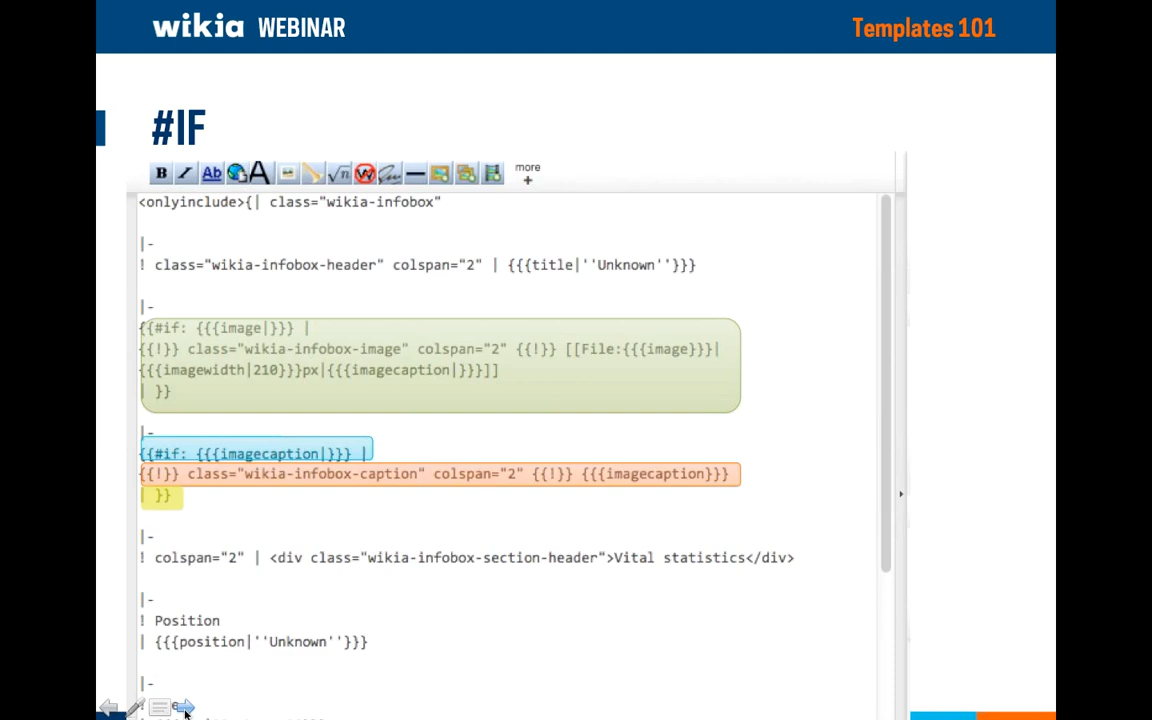 wikia WEBINAR
Templates 101
#IF
B I Ab A √n W more
+
<onlyinclude>{| class="wikia-infobox"
|-
! class="wikia-infobox-header" colspan="2" | {{{title|''Unknown''}}}
|-
{{#if: {{{image|}}} |
{{!}} class="wikia-infobox-image" colspan="2" {{!}} [[File:{{{image}}}|
{{{imagewidth|210}}}px|{{{imagecaption|}}}]]
| }}
|-
{{#if: {{{imagecaption|}}} |
{{!}} class="wikia-infobox-caption" colspan="2" {{!}} {{{imagecaption}}}
| }}
|-
! colspan="2" | <div class="wikia-infobox-section-header">Vital statistics</div>
|-
! Position
| {{{position|''Unknown''}}}
|-